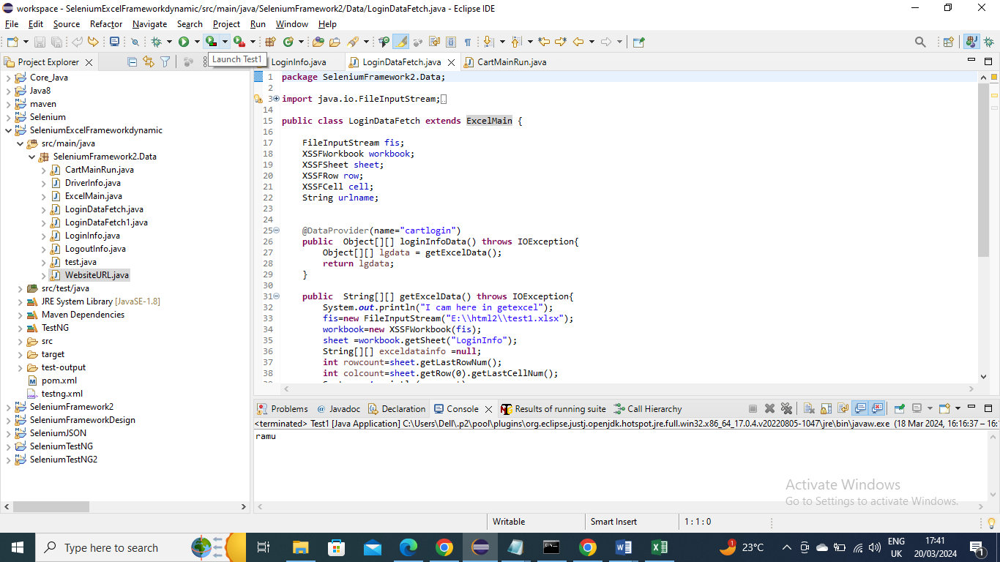 workspace - SeleniumExcelFrameworkdynamic/src/main/java/SeleniumFramework2/Data/LoginDataFetch.java - Eclipse IDE
File Edit Source Refactor Navigate Search Project Run Window Help
Launch Test1
Project Explorer
Core_Java
Java8
maven
Selenium
SeleniumExcelFrameworkdynamic
src/main/java
SeleniumFramework2.Data
CartMainRun.java
DriverInfo.java
ExcelMain.java
LoginDataFetch.java
LoginDataFetch1.java
LoginInfo.java
LogoutInfo.java
test.java
WebsiteURL.java
src/test/java
JRE System Library [JavaSE-1.8]
Maven Dependencies
TestNG
src
target
test-output
pom.xml
testng.xml
SeleniumFramework2
SeleniumFrameworkDesign
SeleniumJSON
SeleniumTestNG
SeleniumTestNG2
LoginInfo.java LoginDataFetch.java CartMainRun.java
1 package SeleniumFramework2.Data;
2
3 import java.io.FileInputStream;
14
15 public class LoginDataFetch extends ExcelMain {
16
17 FileInputStream fis;
18 XSSFWorkbook workbook;
19 XSSFSheet sheet;
20 XSSFRow row;
21 XSSFCell cell;
22 String urlname;
23
24
25 @DataProvider(name="cartlogin")
26 public Object[][] loginInfoData() throws IOException{
27 Object[][] lgdata = getExcelData();
28 return lgdata;
29 }
30
31 public String[][] getExcelData() throws IOException{
32 System.out.println("I cam here in getexcel");
33 fis=new FileInputStream("E:\\html2\\test1.xlsx");
34 workbook=new XSSFWorkbook(fis);
35 sheet =workbook.getSheet("LoginInfo");
36 String[][] exceldatainfo =null;
37 int rowcount=sheet.getLastRowNum();
38 int colcount=sheet.getRow(0).getLastCellNum();
Problems Javadoc Declaration Console Results of running suite Call Hierarchy
<terminated> Test1 [Java Application] C:\Users\Dell\.p2\pool\plugins\org.eclipse.justj.openjdk.hotspot.jre.full.win32.x86_64_17.0.4.v20220805-1047\jre\bin\javaw.exe (18 Mar 2024, 16:16:37 – 16:
ramu
Activate Windows
Go to Settings to activate Windows.
Writable Smart Insert 1 : 1 : 0
Type here to search
23°C
ENG
UK
17:41
20/03/2024
1